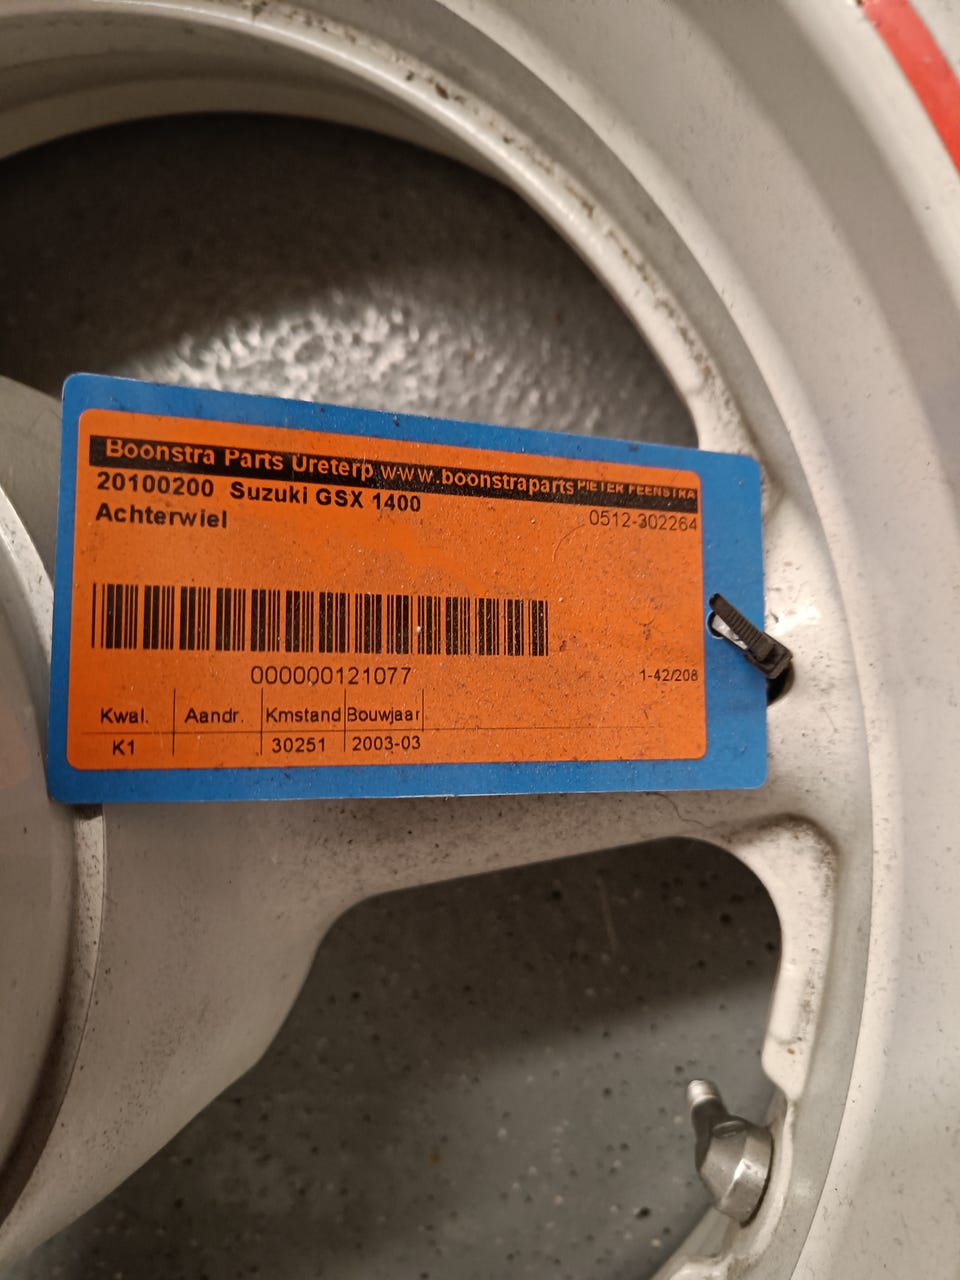 Boonstra Parts Ureterp www.boonstraparts PIETER FEENSTRA
20100200 Suzuki GSX 1400
0512-302264
Achterwiel
000000121077
1-42/208
Kwal. Aandr. Kmstand Bouwjaar
K1 30251 2003-03